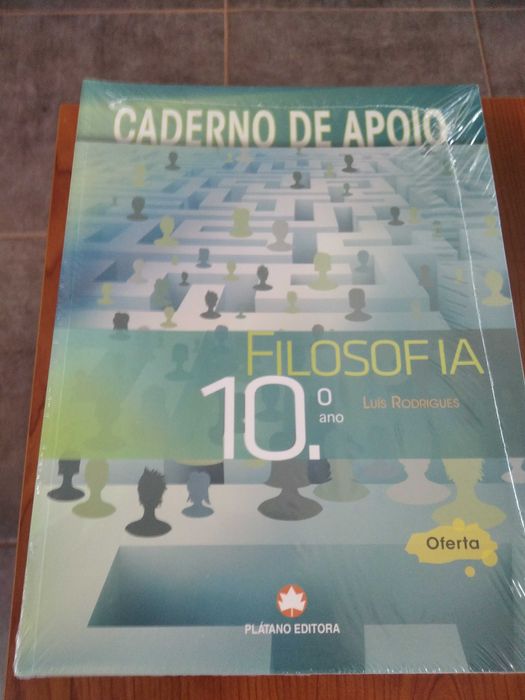 CADERNO DE APOIO
FILOSOFIA
10.º
ano
LUÍS RODRIGUES
Oferta
PLÁTANO EDITORA